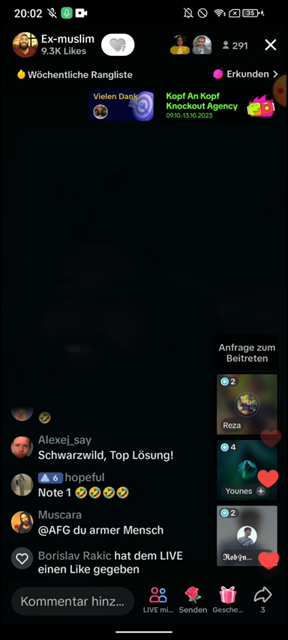 20:02
35
Ex-muslim
9.3K Likes
291
Wöchentliche Rangliste
Erkunden >
Vielen Dank
Kopf An Kopf
Knockout Agency
09.10.-13.10.2023
Anfrage zum
Beitreten
2
Reza
4
Younes +
2
Alexej_say
Schwarzwild, Top Lösung!
6 hopeful
Note 1 🤣🤣🤣🤣
Muscara
@AFG du armer Mensch
Borislav Rakic hat dem LIVE
einen Like gegeben
Kommentar hinz...
LIVE mi...
Senden
Gesche...
3